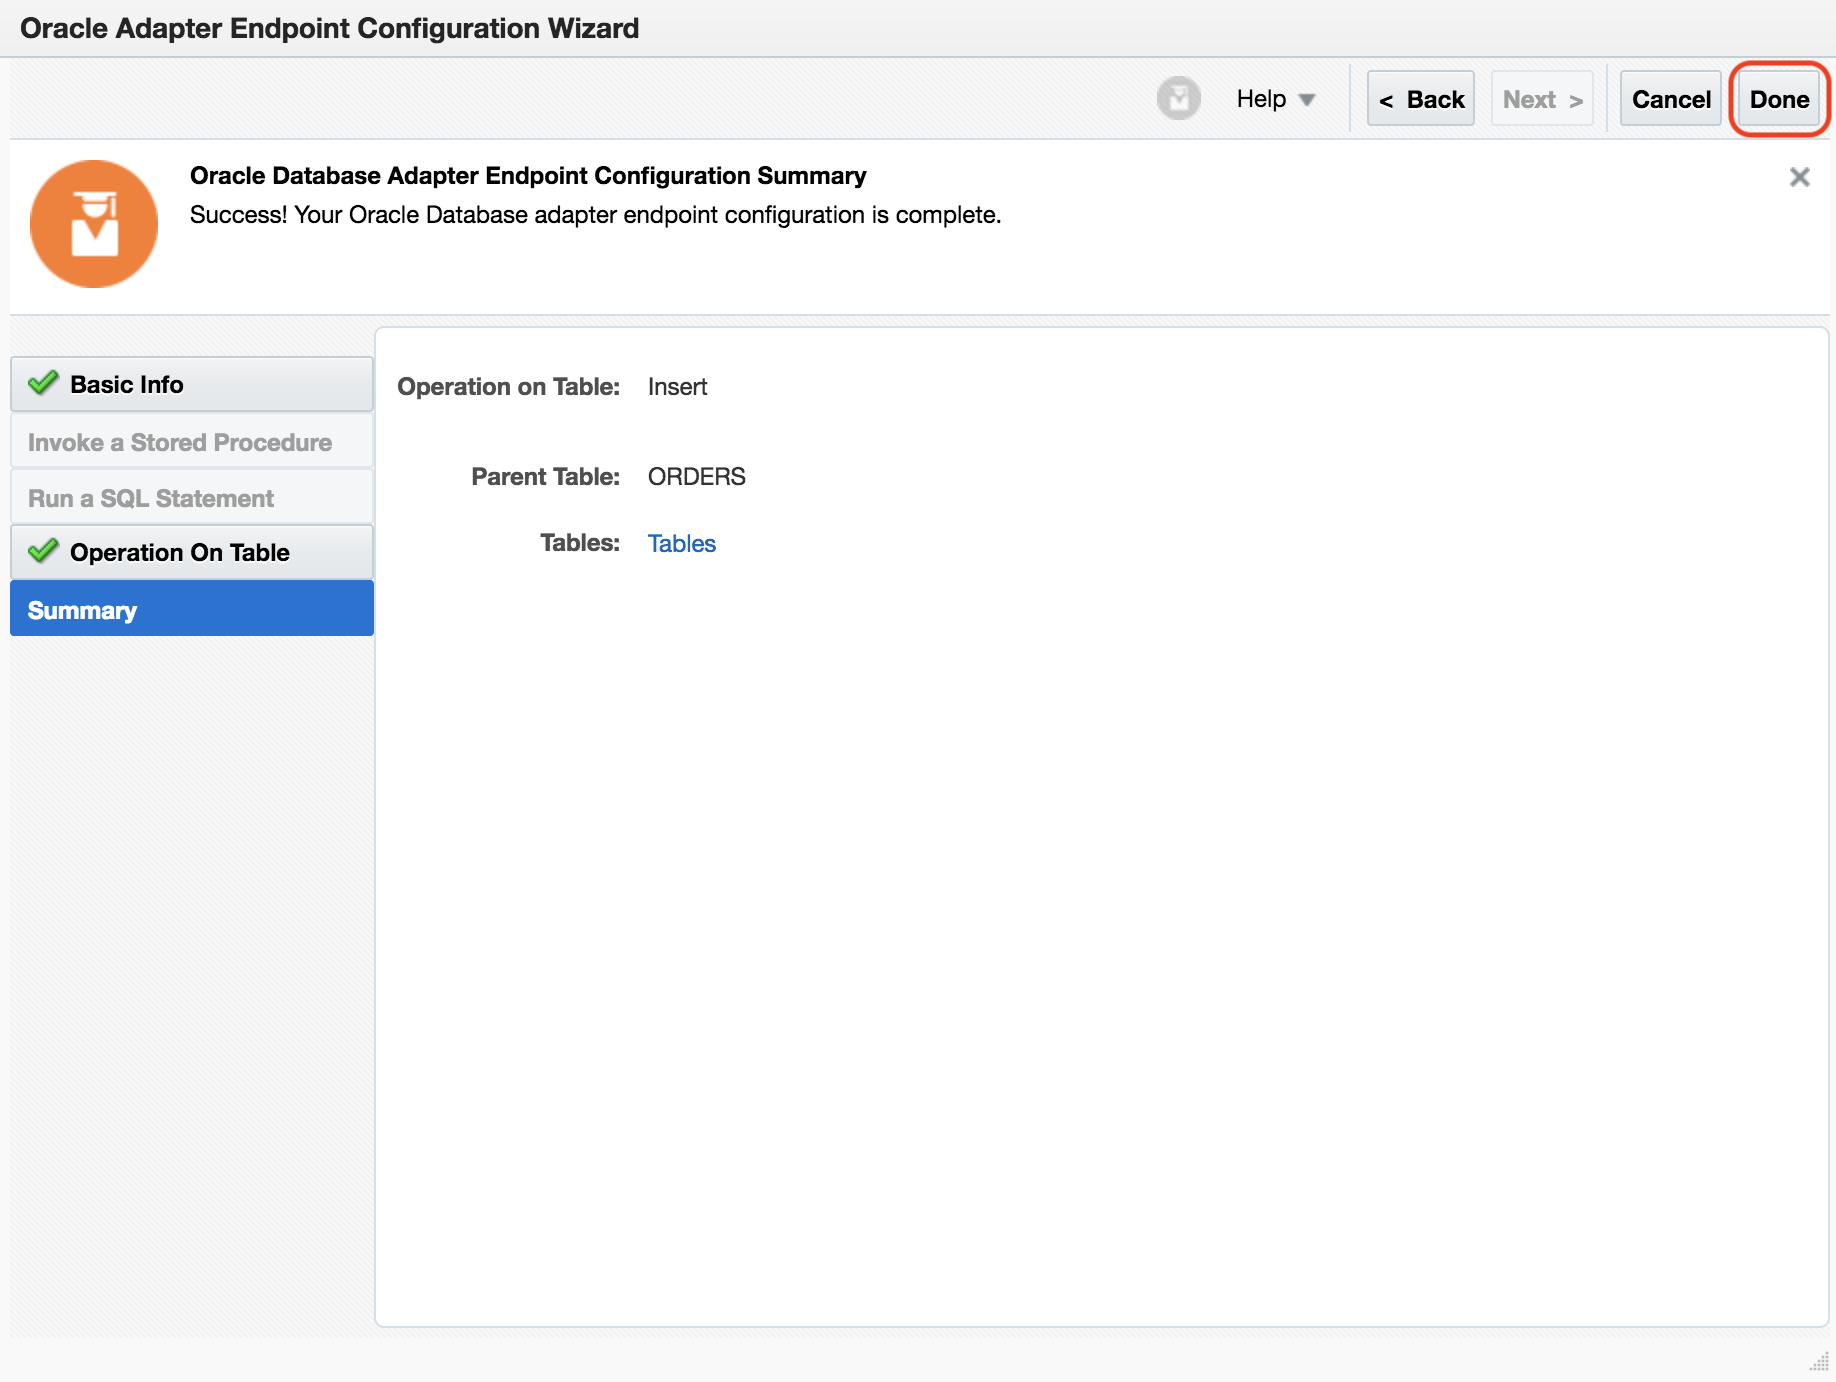 Oracle Adapter Endpoint Configuration Wizard
Help
< Back
Next >
Cancel
Done
Oracle Database Adapter Endpoint Configuration Summary
Success! Your Oracle Database adapter endpoint configuration is complete.
Basic Info
Invoke a Stored Procedure
Run a SQL Statement
Operation On Table
Summary
Operation on Table: Insert
Parent Table: ORDERS
Tables: Tables